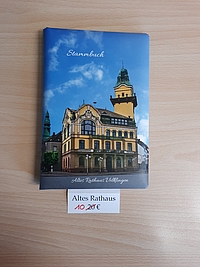 Stammbuch
Altes Rathaus Völklingen
Altes Rathaus
10,20 €